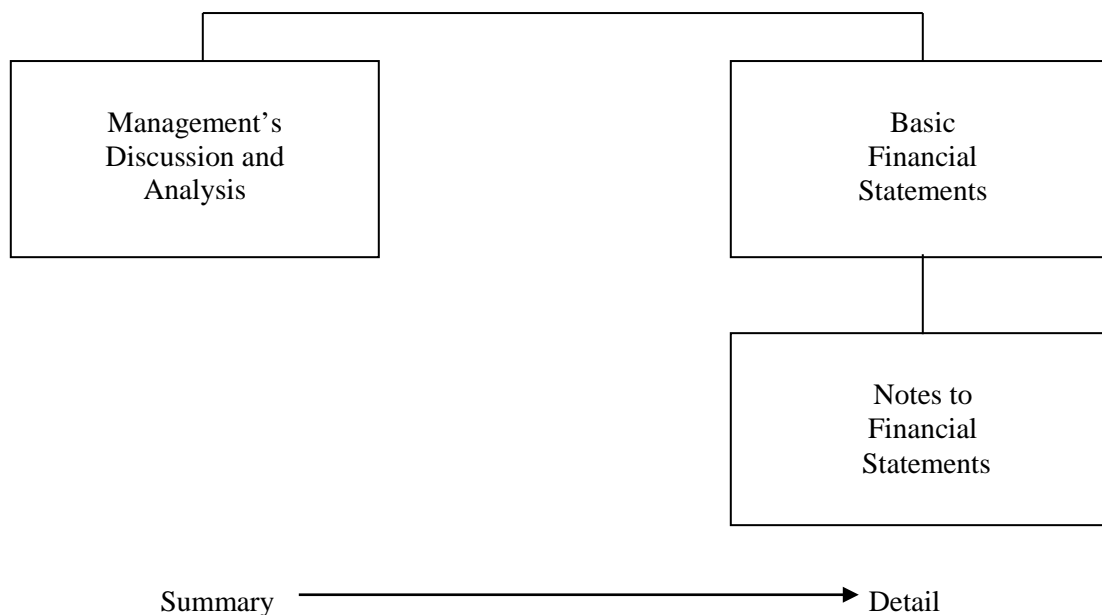 Management’s
Discussion and
Analysis
Basic
Financial
Statements
Notes to
Financial
Statements
Summary
Detail